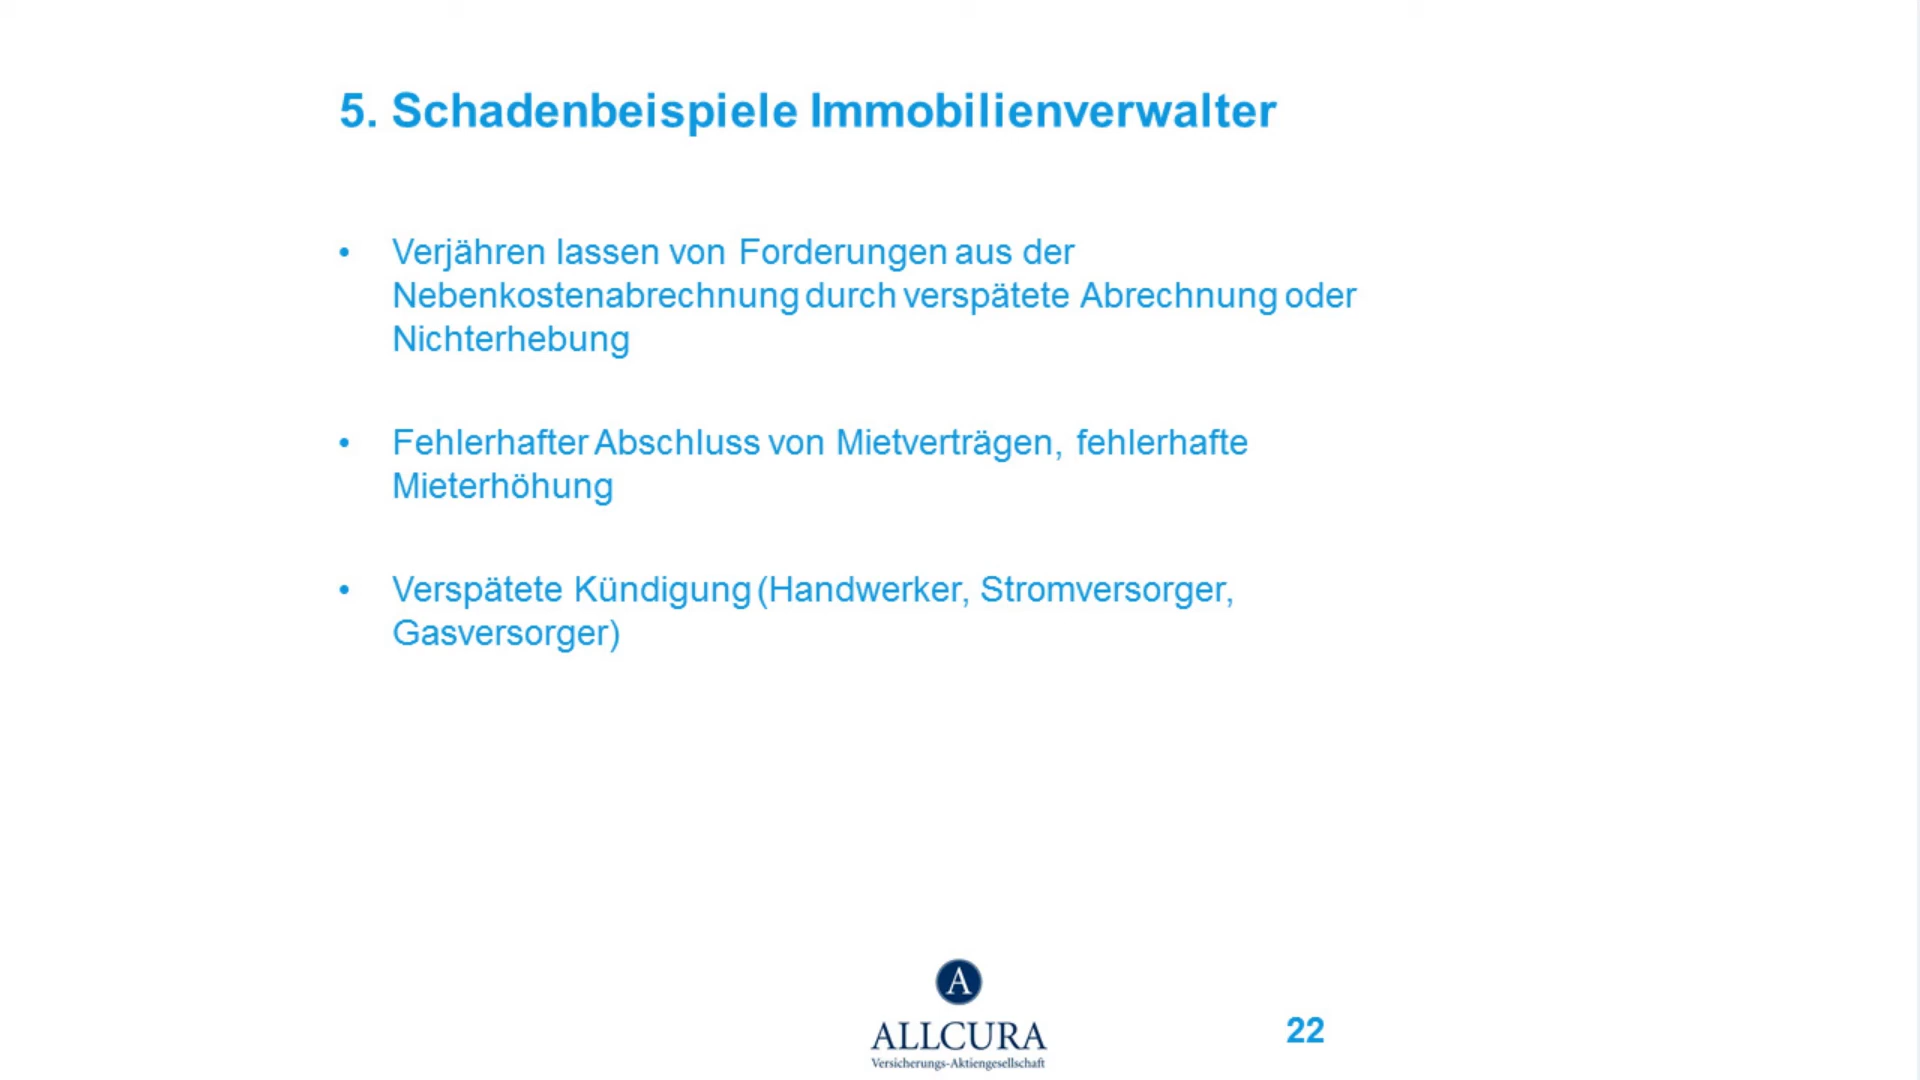 5. Schadenbeispiele Immobilienverwalter
• Verjähren lassen von Forderungen aus der
Nebenkostenabrechnung durch verspätete Abrechnung oder
Nichterhebung
• Fehlerhafter Abschluss von Mietverträgen, fehlerhafte
Mieterhöhung
• Verspätete Kündigung (Handwerker, Stromversorger,
Gasversorger)
A
ALLCURA
Versicherungs-Aktiengesellschaft
22